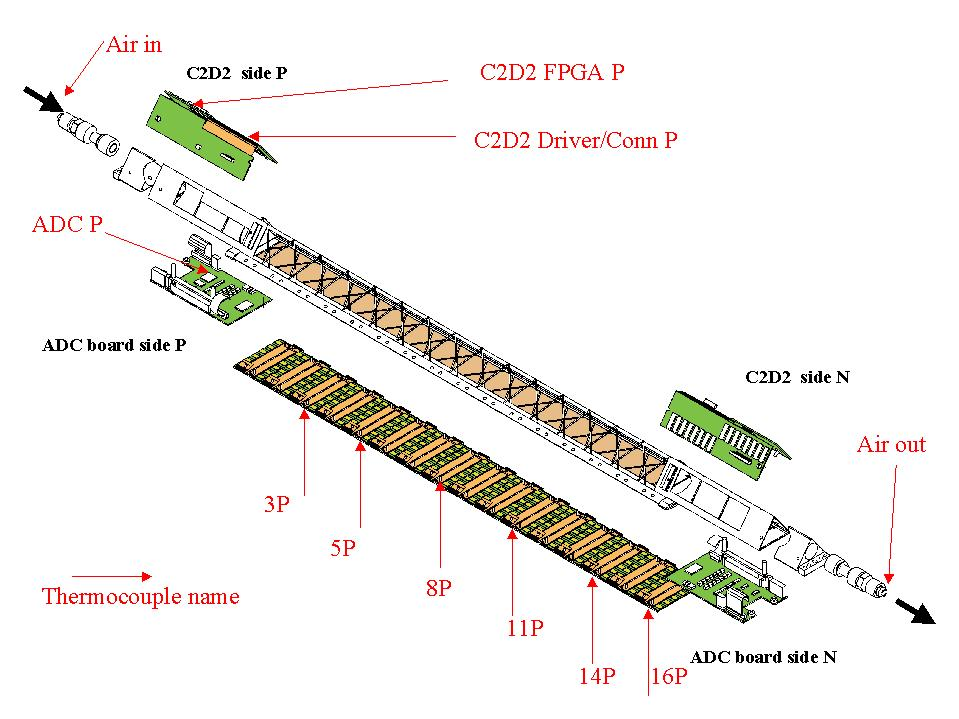 Air in
C2D2 side P
C2D2 FPGA P
C2D2 Driver/Conn P
ADC P
ADC board side P
C2D2 side N
Air out
3P
5P
8P
Thermocouple name
11P
ADC board side N
14P
16P